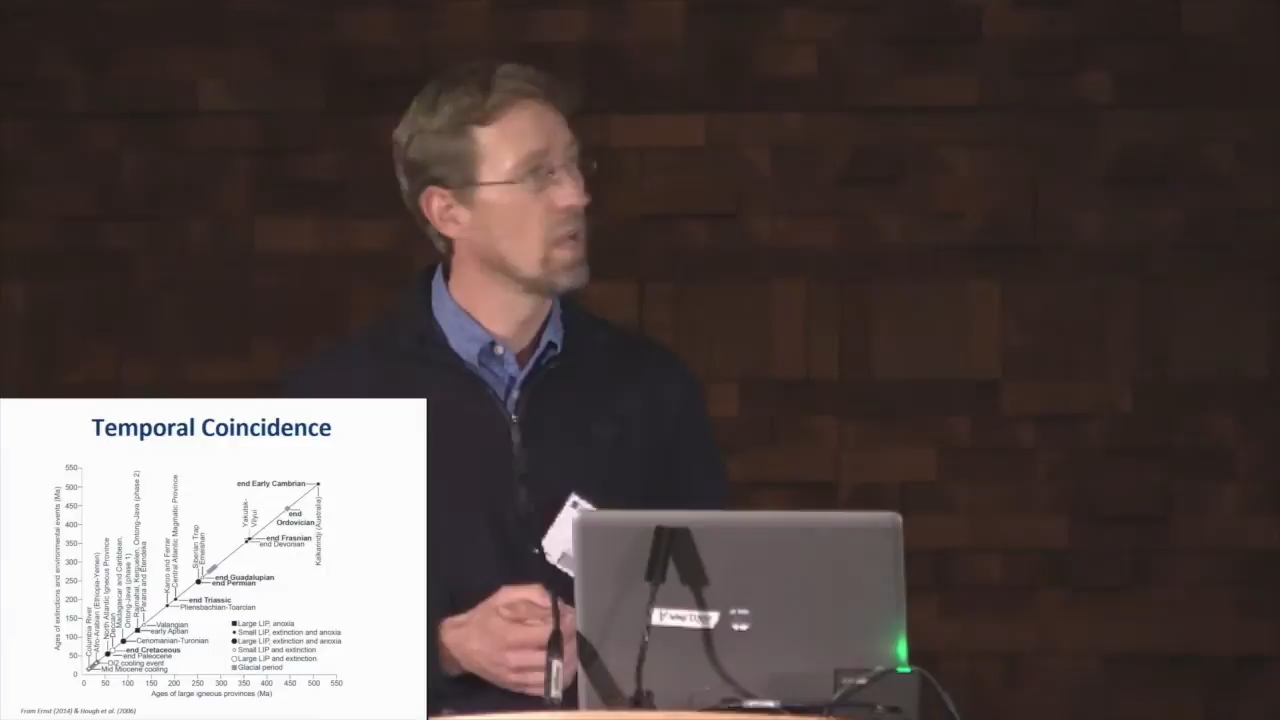 Temporal Coincidence
550
500
450
400
350
300
250
200
150
100
50
0
0 50 100 150 200 250 300 350 400 450 500 550
Ages of extinctions and environmental events (Ma)
Ages of large igneous provinces (Ma)
end Early Cambrian
Kalkarindji (Australia)
end
Ordovician
Yakutsk-
Vilyui
end Frasnian
end Devonian
Siberian Trap
Emeishan
end Guadalupian
end Permian
Karoo and Ferrar
Central Atlantic Magmatic Province
end Triassic
Pliensbachian-Toarcian
Rajmahal, Kerguelen, Ontong-Java (phase 2)
Parana and Etendeka
Valangian
early Aptian
Madagascar and Caribbean,
Ontong-Java (phase 1)
Cenomanian-Turonian
Deccan
end Cretaceous
North Atlantic Igneous Province
end Paleocene
Afro-Arabian (Ethiopia-Yemen)
Columbia River
Oi2 cooling event
Mid Miocene cooling
Large LIP, anoxia
Small LIP, extinction and anoxia
Large LIP, extinction and anoxia
Small LIP and extinction
Large LIP and extinction
Glacial period
From Ernst (2014) & Hough et al. (2006)